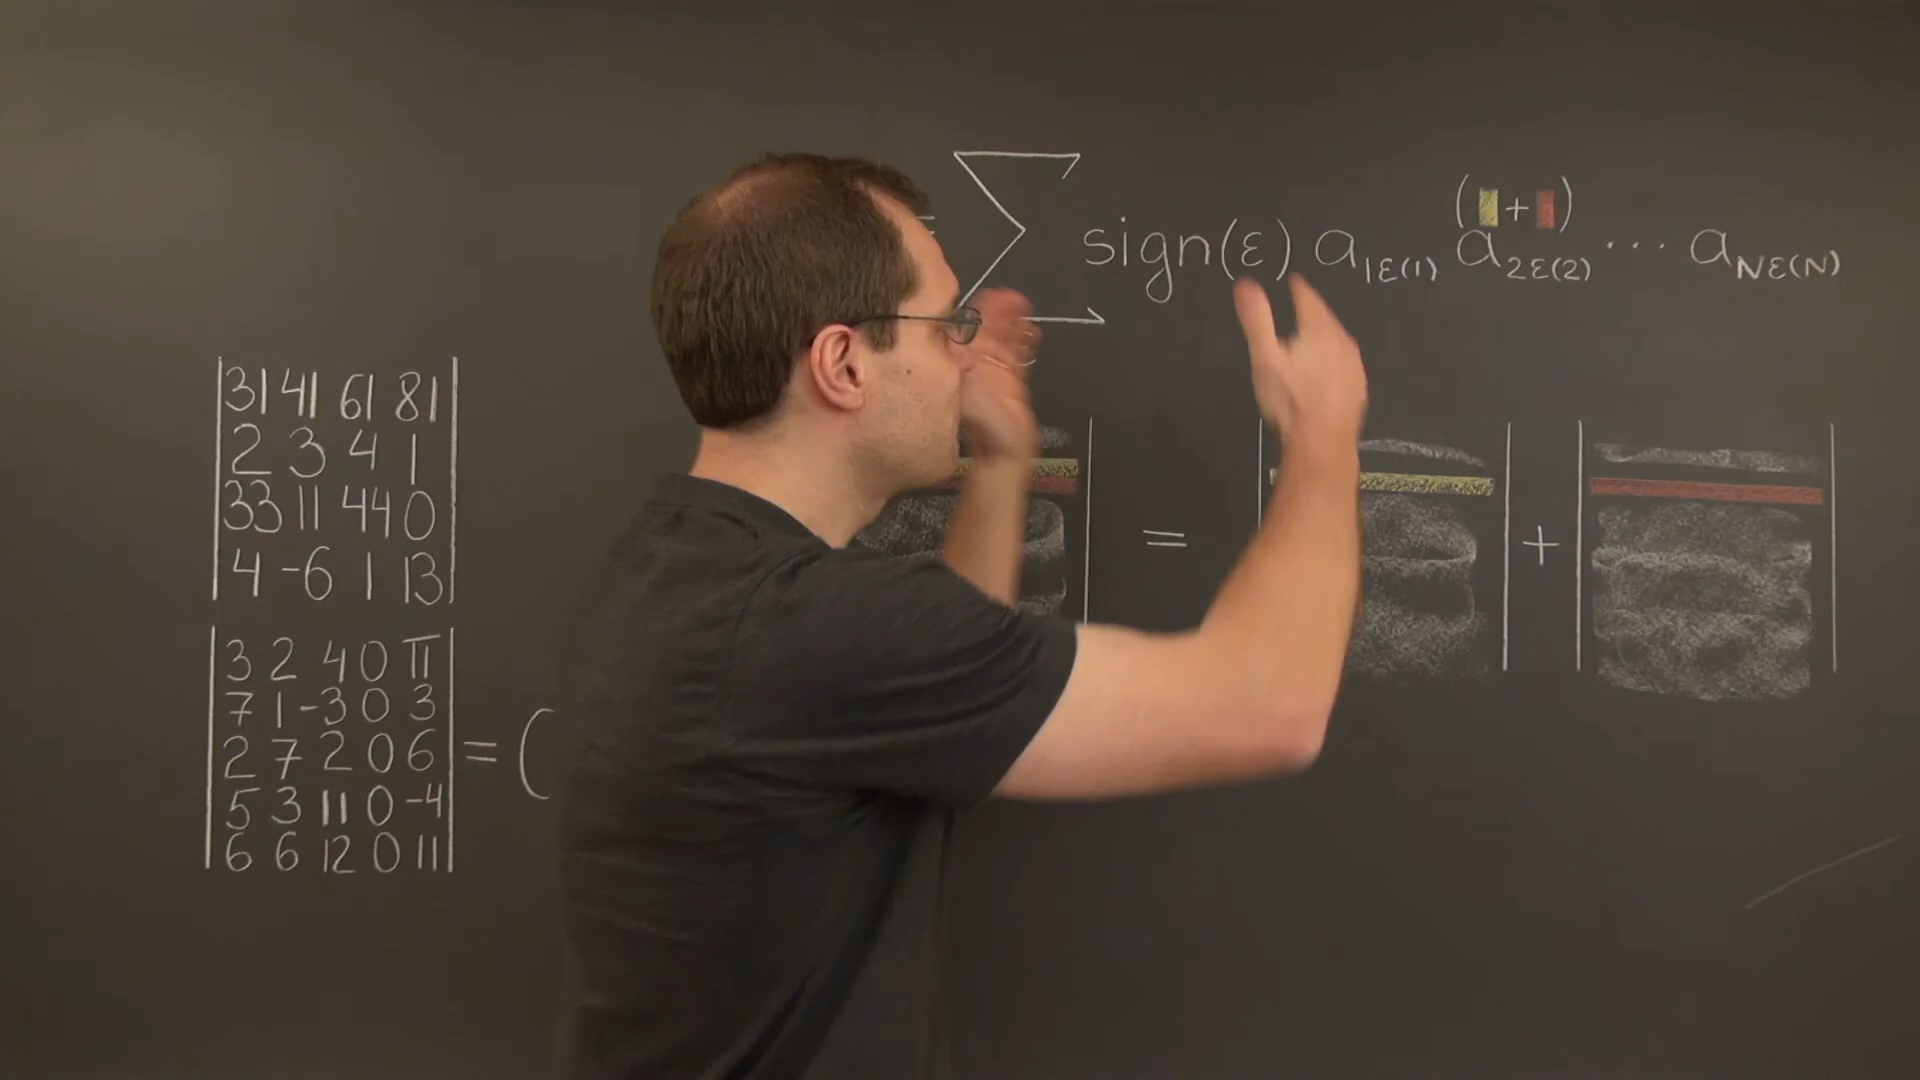 = ∑ sign(ε) a₁ε(1) a₂ε(2) ··· aNε(N)
( + )
31 41 61 81
2 3 4 1
33 11 44 0
4 -6 1 13
= +
3 2 4 0 π
7 1 -3 0 3
2 7 2 0 6 = (
5 3 11 0 -4
6 6 12 0 11